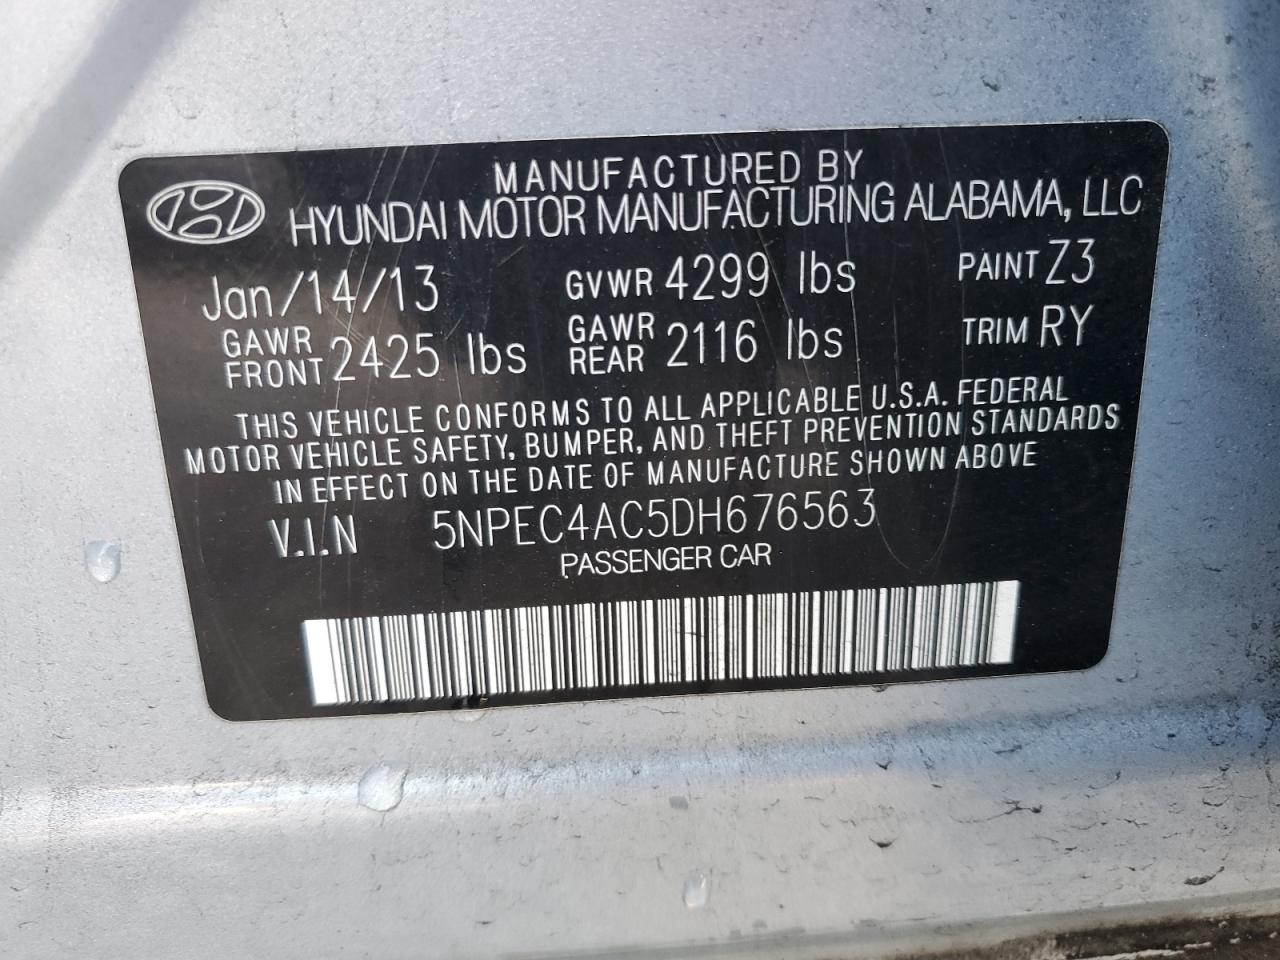 MANUFACTURED BY
HYUNDAI MOTOR MANUFACTURING ALABAMA, LLC
Jan/14/13 GVWR 4299 lbs PAINT Z3
GAWR FRONT 2425 lbs GAWR REAR 2116 lbs TRIM RY
THIS VEHICLE CONFORMS TO ALL APPLICABLE U.S.A. FEDERAL
MOTOR VEHICLE SAFETY, BUMPER, AND THEFT PREVENTION STANDARDS
IN EFFECT ON THE DATE OF MANUFACTURE SHOWN ABOVE
V.I.N 5NPEC4AC5DH676563
PASSENGER CAR